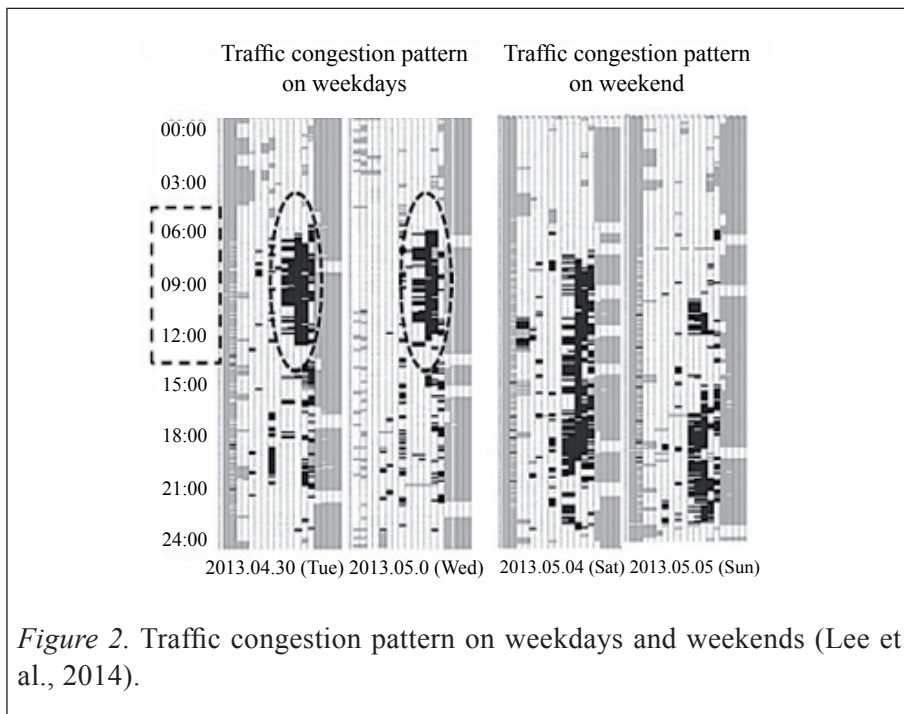 Traffic congestion pattern
on weekdays
Traffic congestion pattern
on weekend
00:00
03:00
06:00
09:00
12:00
15:00
18:00
21:00
24:00
2013.04.30 (Tue) 2013.05.0 (Wed)
2013.05.04 (Sat) 2013.05.05 (Sun)
Figure 2. Traffic congestion pattern on weekdays and weekends (Lee et
al., 2014).